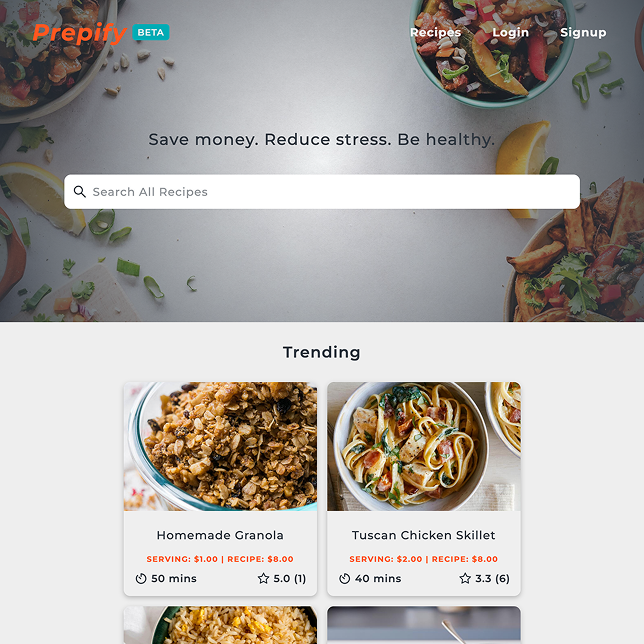 Prepify BETA Recipes Login Signup
Save money. Reduce stress. Be healthy.
Search All Recipes
Trending
Homemade Granola
SERVING: $1.00 | RECIPE: $8.00
50 mins 5.0 (1)
Tuscan Chicken Skillet
SERVING: $2.00 | RECIPE: $8.00
40 mins 3.3 (6)